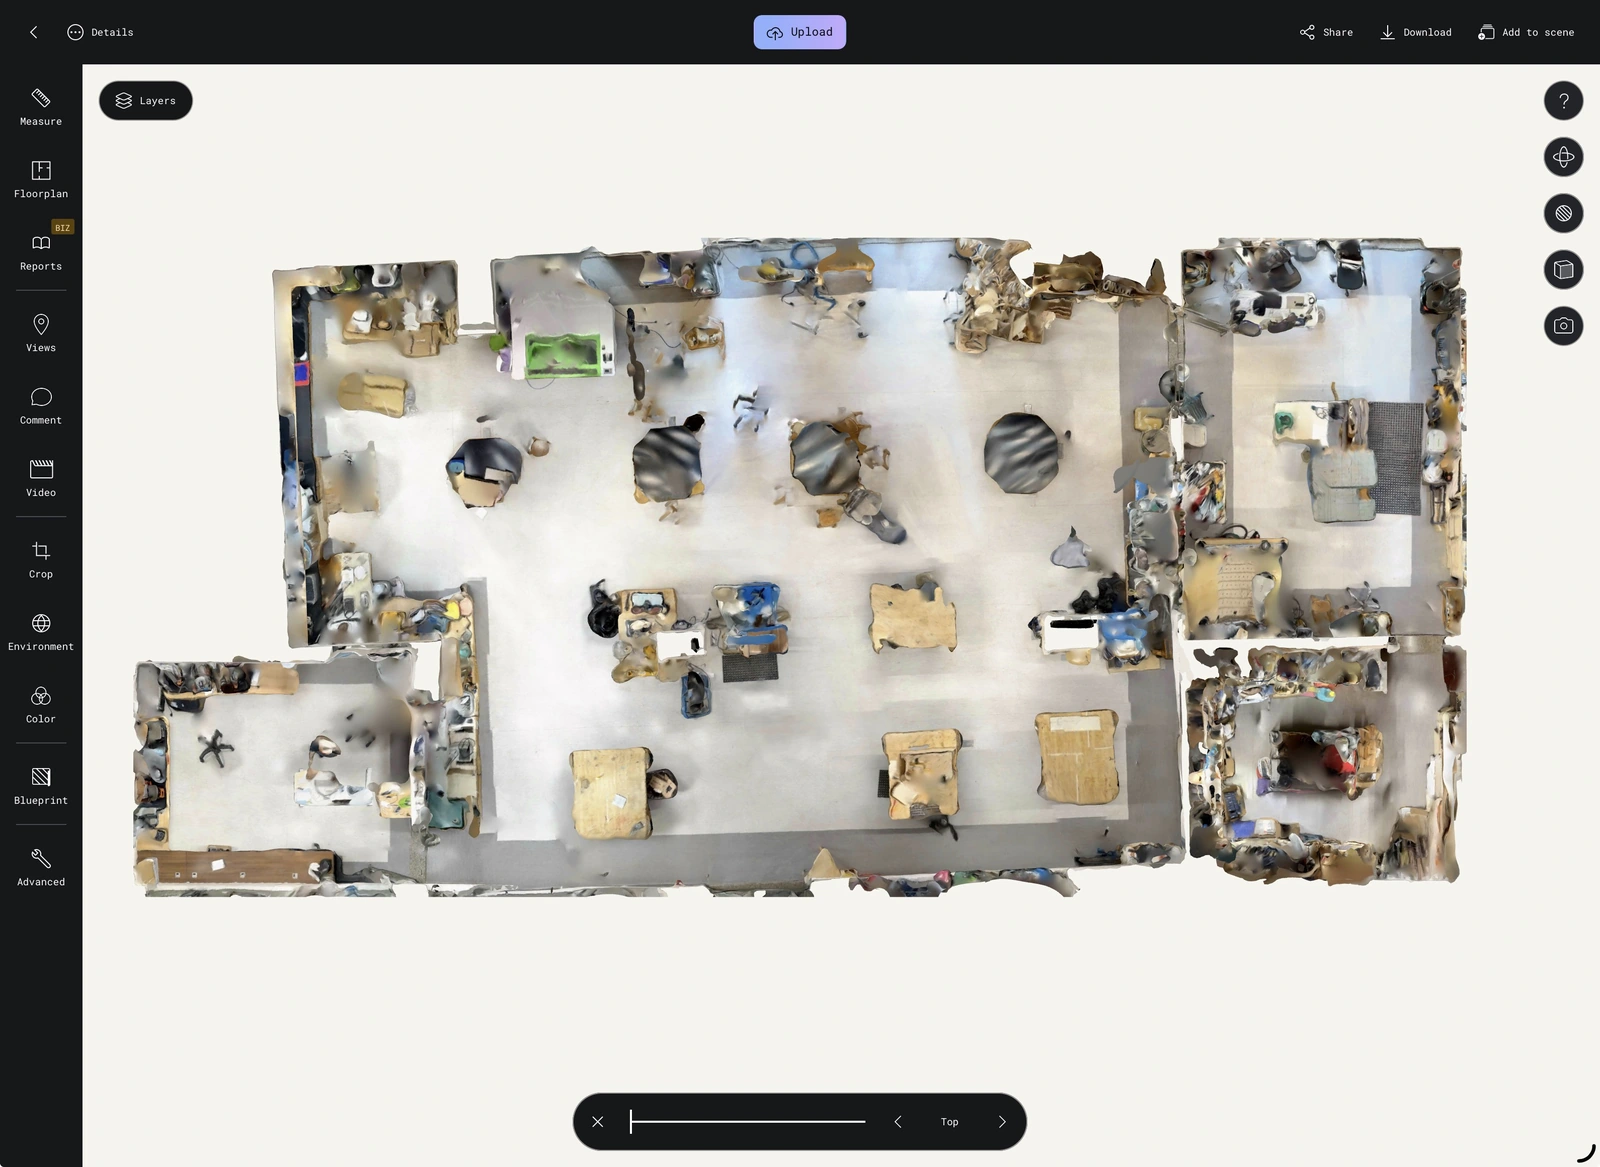 Details
Upload
Share
Download
Add to scene
Layers
Measure
Floorplan
BIZ
Reports
Views
Comment
Video
Crop
Environment
Color
Blueprint
Advanced
Top